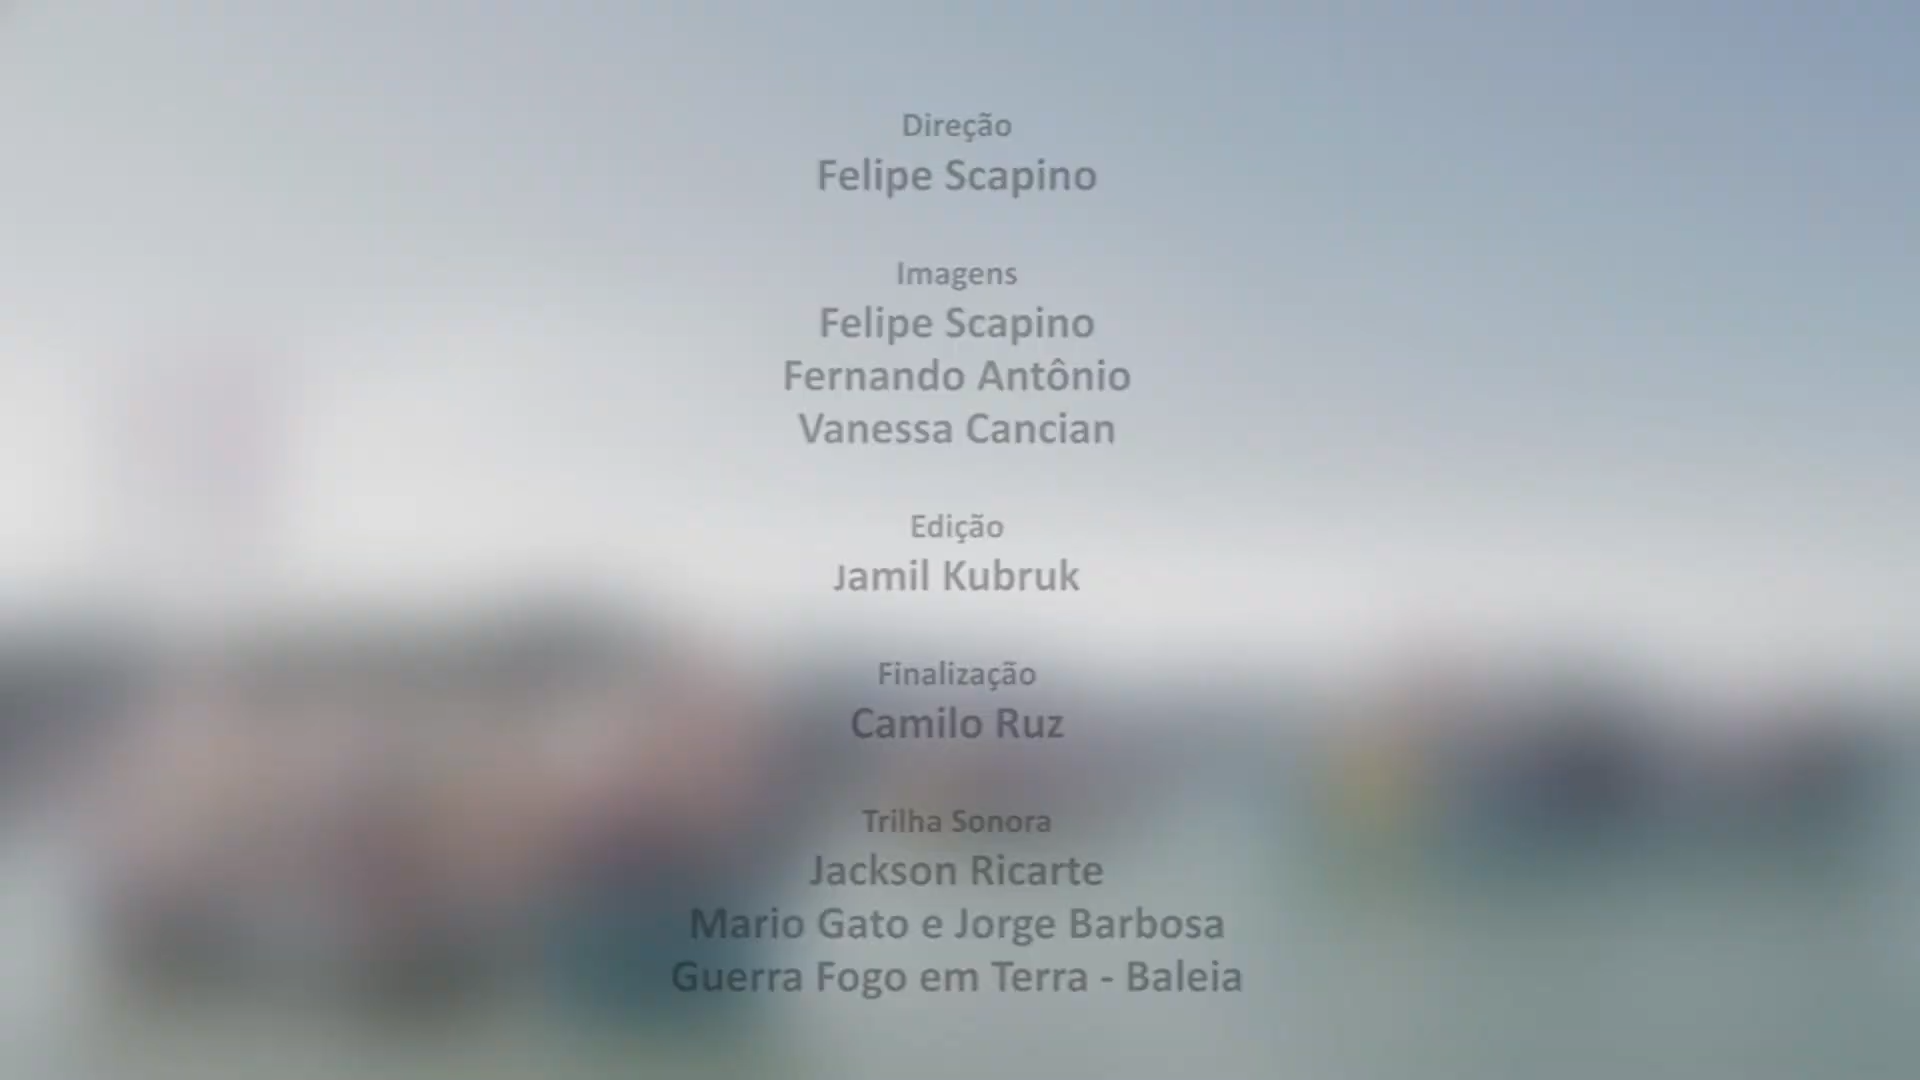 Direção
Felipe Scapino
Imagens
Felipe Scapino
Fernando Antônio
Vanessa Cancian
Edição
Jamil Kubruk
Finalização
Camilo Ruz
Trilha Sonora
Jackson Ricarte
Mario Gato e Jorge Barbosa
Guerra Fogo em Terra - Baleia